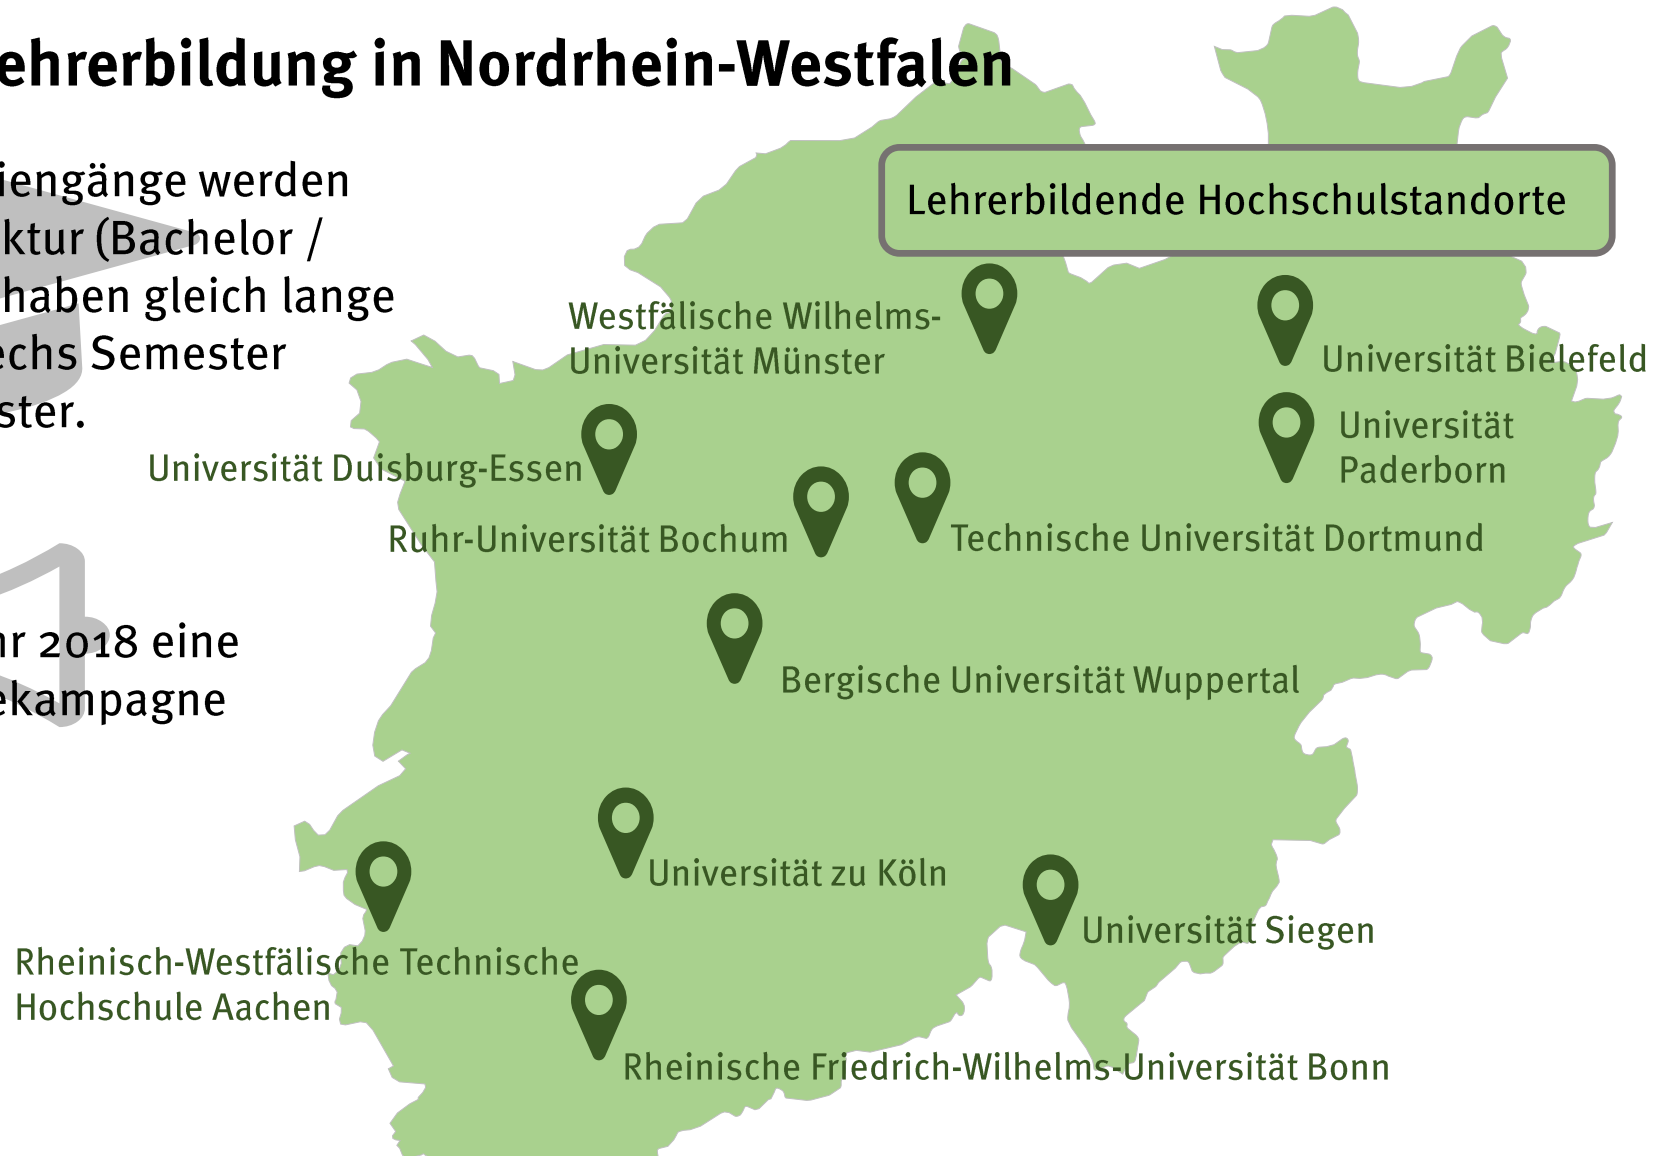 ehrerbildung in Nordrhein-Westfalen
iengänge werden
ktur (Bachelor /
haben gleich lange
echs Semester
ster.
hr 2018 eine
ekampagne
Lehrerbildende Hochschulstandorte
Westfälische Wilhelms-
Universität Münster
Universität Bielefeld
Universität
Paderborn
Universität Duisburg-Essen
Ruhr-Universität Bochum
Technische Universität Dortmund
Bergische Universität Wuppertal
Universität zu Köln
Universität Siegen
Rheinisch-Westfälische Technische
Hochschule Aachen
Rheinische Friedrich-Wilhelms-Universität Bonn